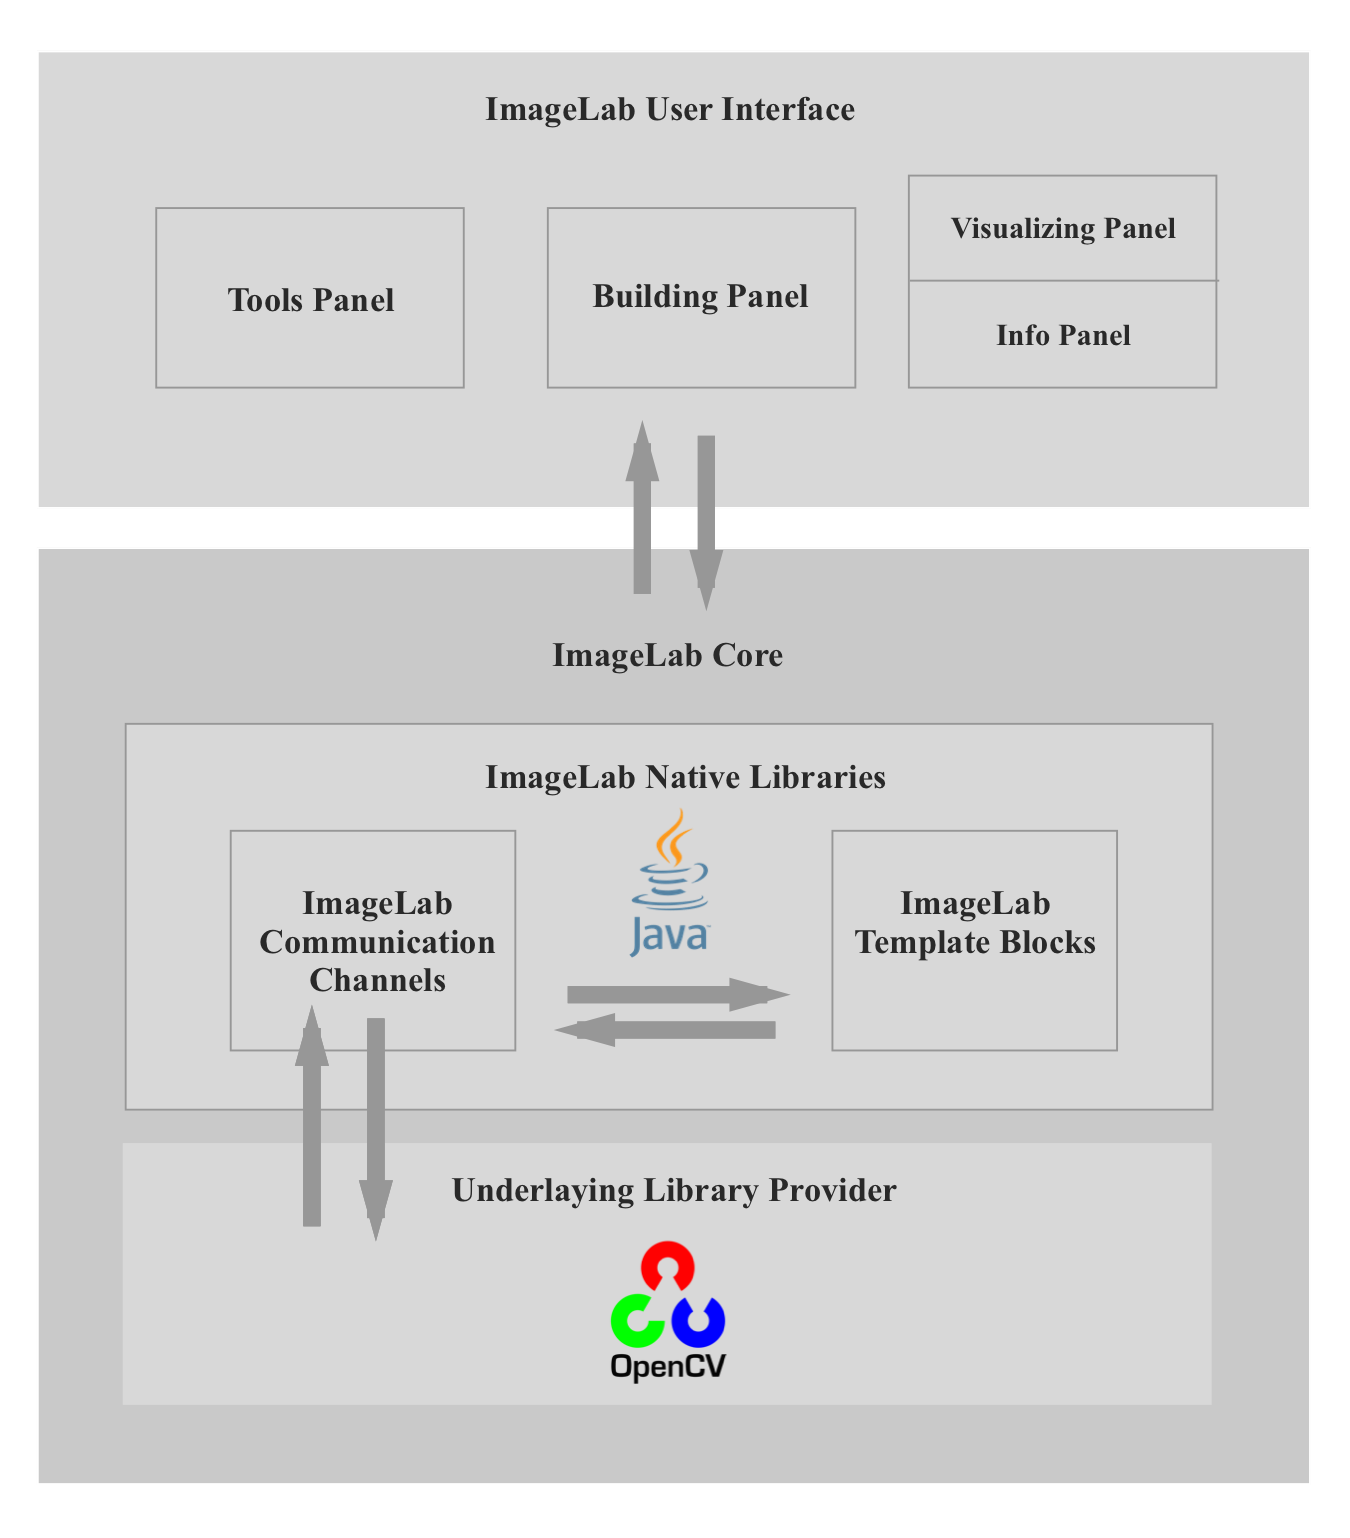 ImageLab User Interface
Tools Panel
Building Panel
Visualizing Panel
Info Panel
ImageLab Core
ImageLab Native Libraries
ImageLab
Communication
Channels
Java™
ImageLab
Template Blocks
Underlaying Library Provider
OpenCV